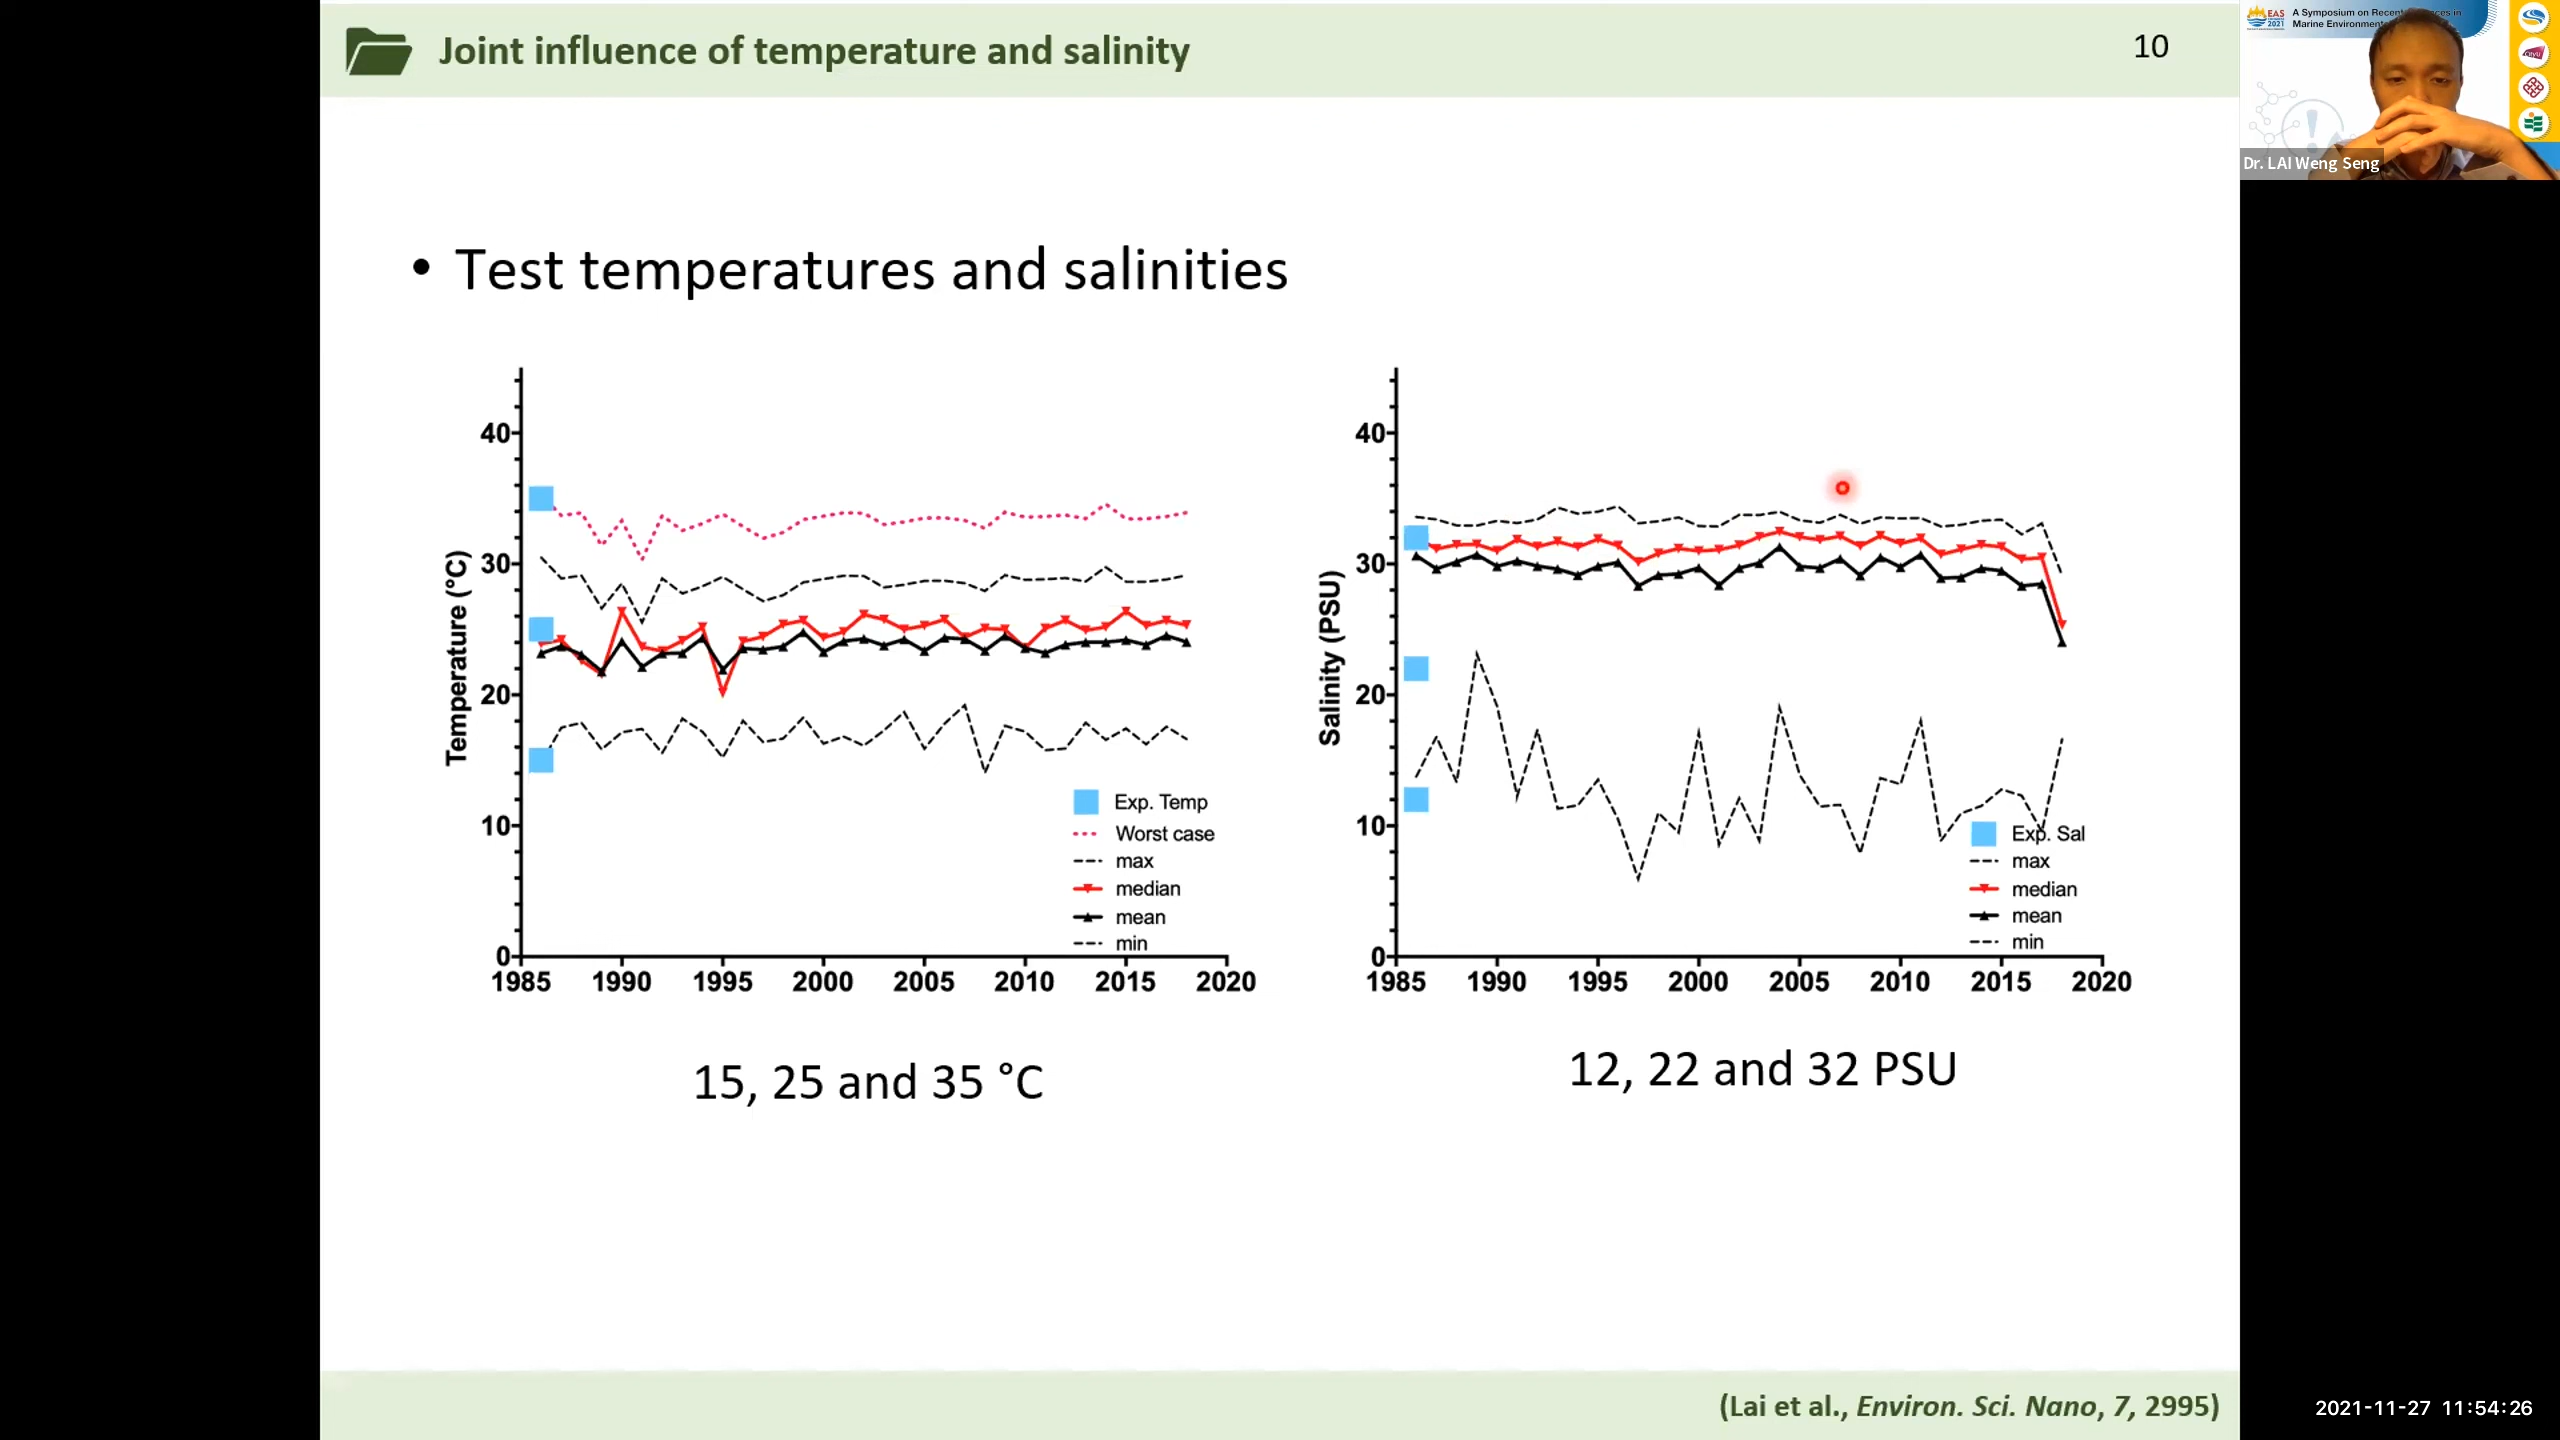 Joint influence of temperature and salinity
10
EAS
2021
A Symposium on Recent
Marine Environment
Dr. LAI Weng Seng
• Test temperatures and salinities
Temperature (°C)
40
30
20
10
0
1985 1990 1995 2000 2005 2010 2015 2020
Exp. Temp
Worst case
max
median
mean
min
15, 25 and 35 °C
Salinity (PSU)
40
30
20
10
0
1985 1990 1995 2000 2005 2010 2015 2020
Exp. Sal
max
median
mean
min
12, 22 and 32 PSU
(Lai et al., Environ. Sci. Nano, 7, 2995)
2021-11-27 11:54:26